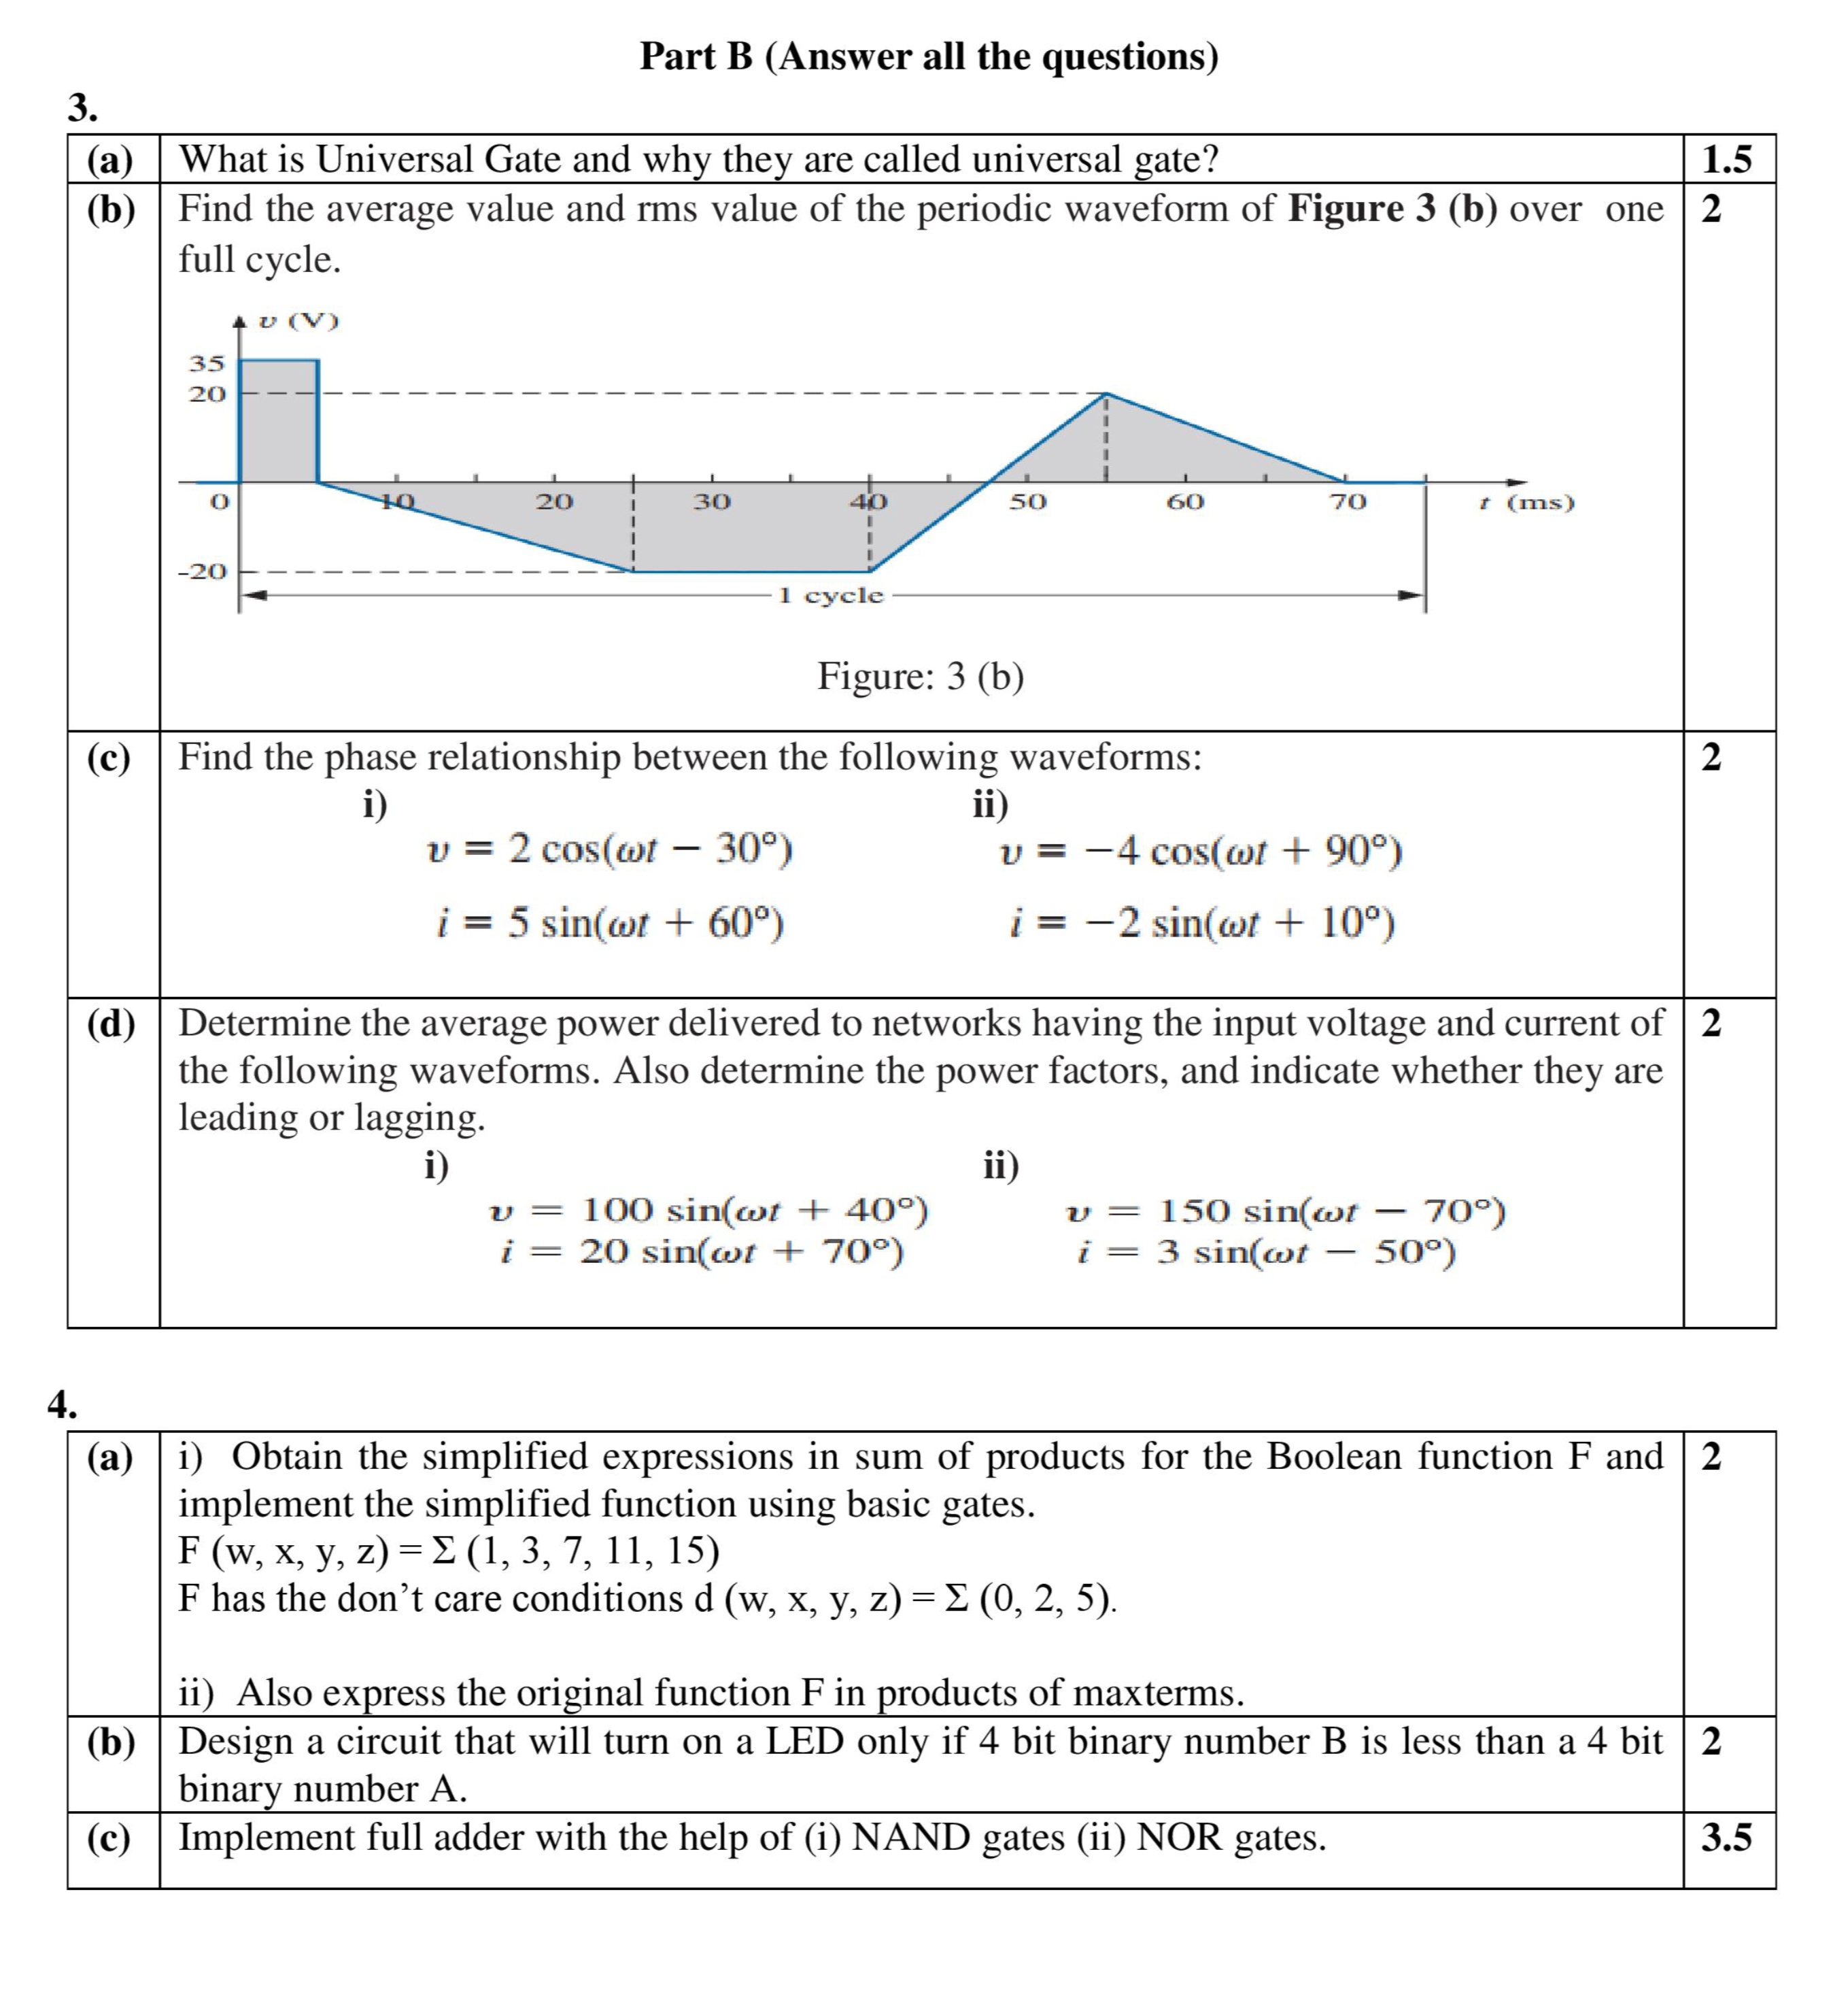 Part B (Answer all the questions)
3.
(a) What is Universal Gate and why they are called universal gate? 1.5
(b) Find the average value and rms value of the periodic waveform of Figure 3 (b) over one 2
full cycle.
v (V)
35
20
0 10 20 30 40 50 60 70 t (ms)
-20
1 cycle
Figure: 3 (b)
(c) Find the phase relationship between the following waveforms: 2
i) ii)
v = 2 cos(ωt − 30°) v = −4 cos(ωt + 90°)
i = 5 sin(ωt + 60°) i = −2 sin(ωt + 10°)
(d) Determine the average power delivered to networks having the input voltage and current of 2
the following waveforms. Also determine the power factors, and indicate whether they are
leading or lagging.
i) ii)
v = 100 sin(ωt + 40°) v = 150 sin(ωt − 70°)
i = 20 sin(ωt + 70°) i = 3 sin(ωt − 50°)
4.
(a) i) Obtain the simplified expressions in sum of products for the Boolean function F and 2
implement the simplified function using basic gates.
F (w, x, y, z) = Σ (1, 3, 7, 11, 15)
F has the don’t care conditions d (w, x, y, z) = Σ (0, 2, 5).
ii) Also express the original function F in products of maxterms.
(b) Design a circuit that will turn on a LED only if 4 bit binary number B is less than a 4 bit 2
binary number A.
(c) Implement full adder with the help of (i) NAND gates (ii) NOR gates. 3.5